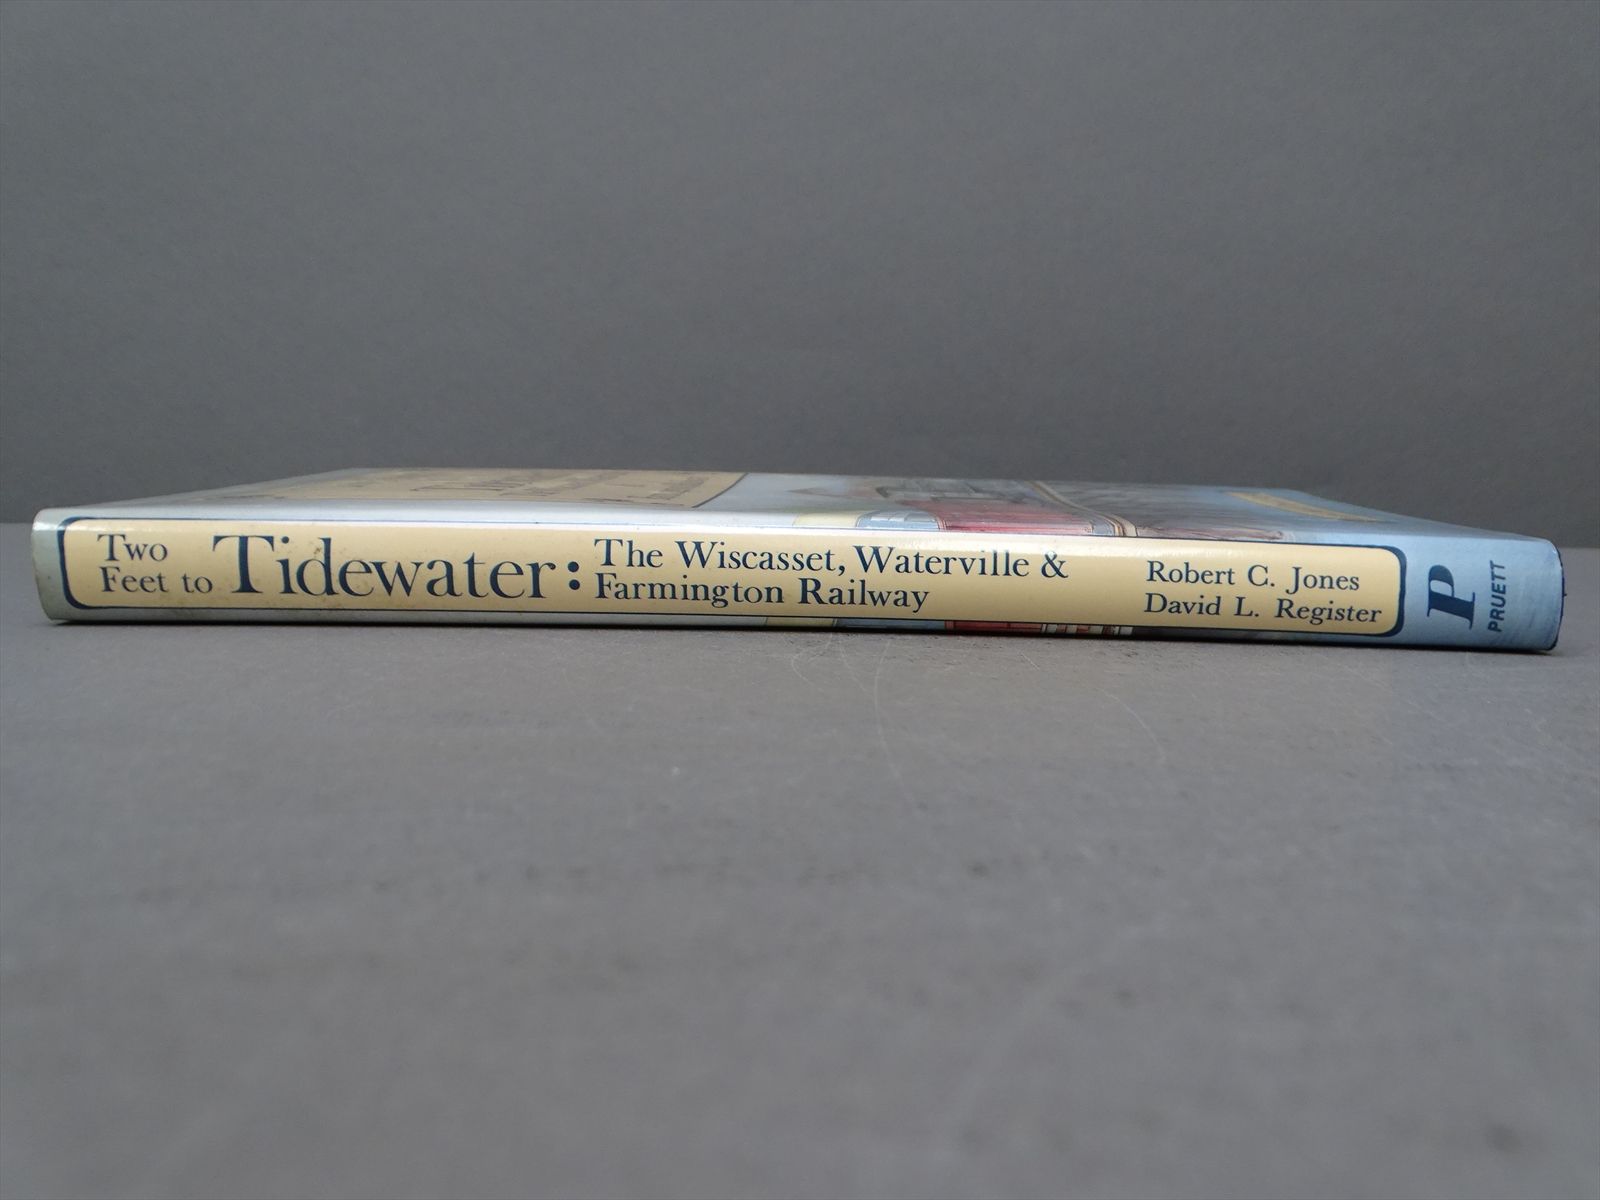 Two
Feet to
Tidewater:
The Wiscasset, Waterville &
Farmington Railway
Robert C. Jones
David L. Register
P
PRUETT